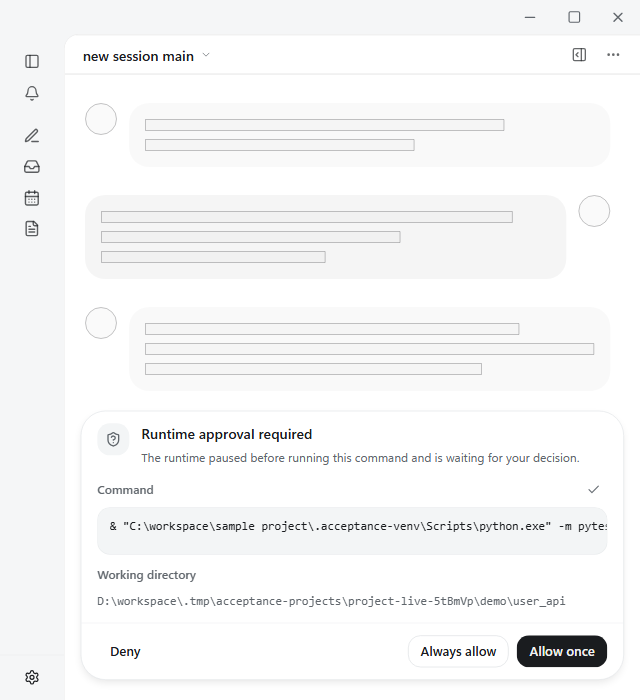 new session main
Runtime approval required
The runtime paused before running this command and is waiting for your decision.
Command
& "C:\workspace\sample project\.acceptance-venv\Scripts\python.exe" -m
Working directory
D:\workspace\.tmp\acceptance-projects\project-live-5tBmVp\demo\user_api
Deny
Always allow
Allow once